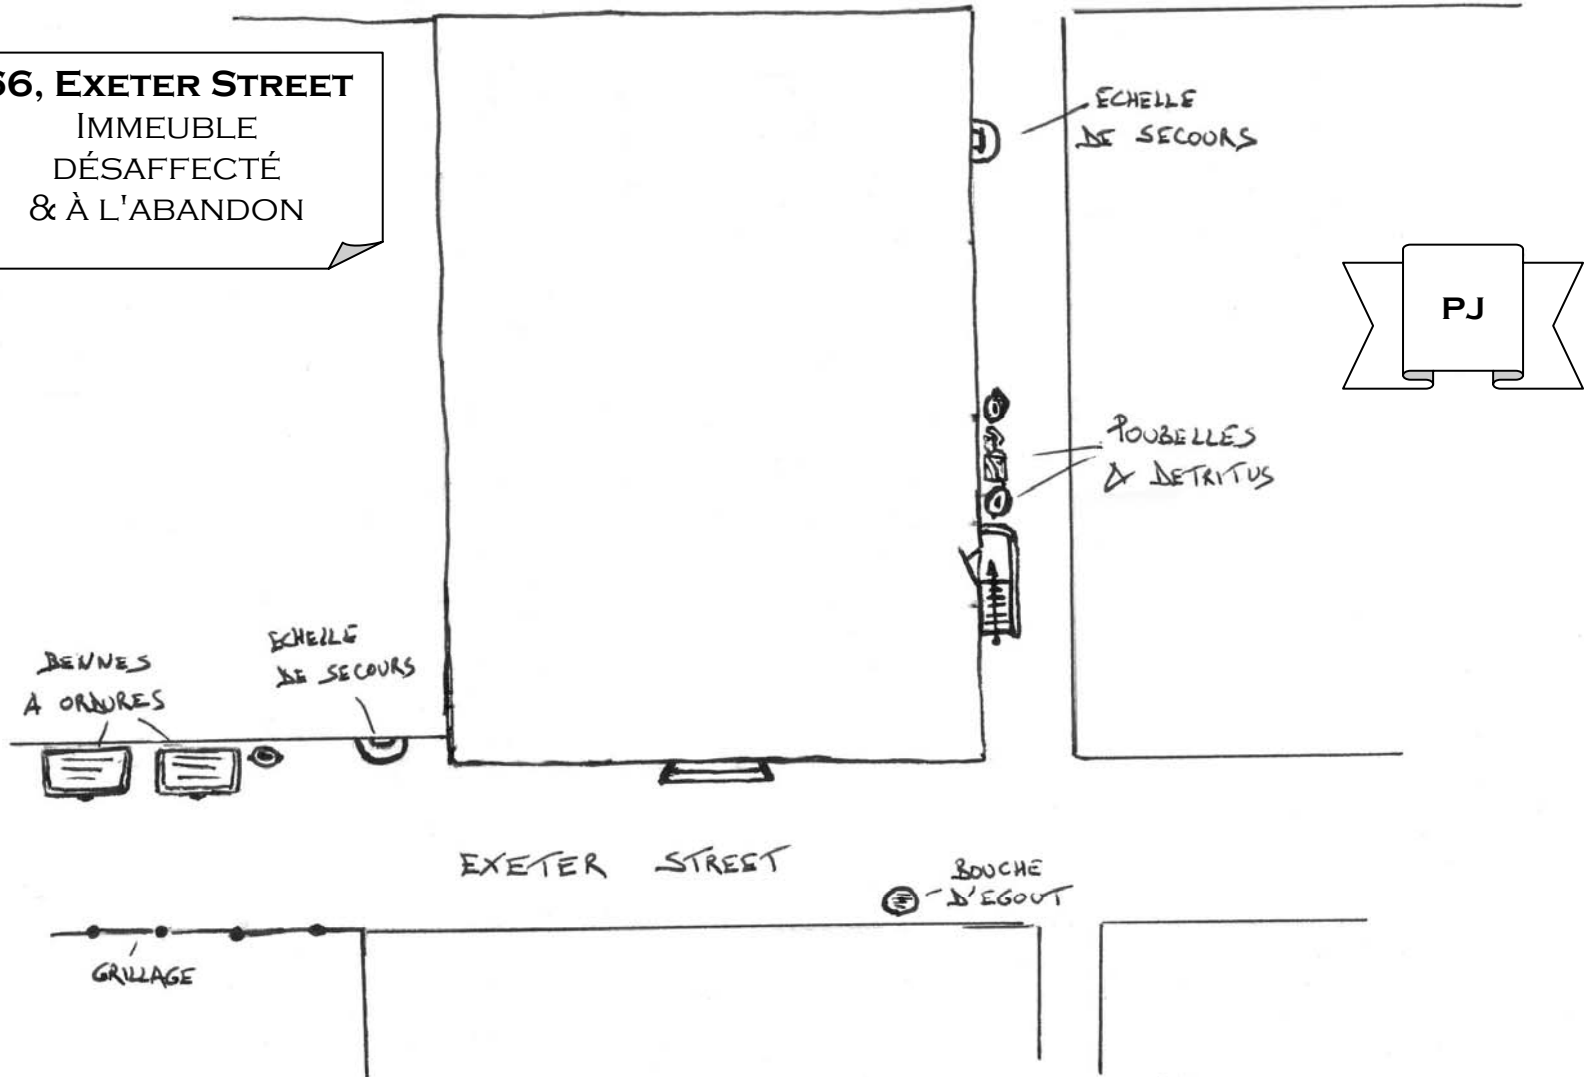 66, EXETER STREET
IMMEUBLE
DÉSAFFECTÉ
& À L'ABANDON
ECHELLE
DE SECOURS
PJ
POUBELLES
& DETRITUS
ECHELLE
DE SECOURS
BENNES
A ORDURES
EXETER STREET
BOUCHE
D'EGOUT
GRILLAGE